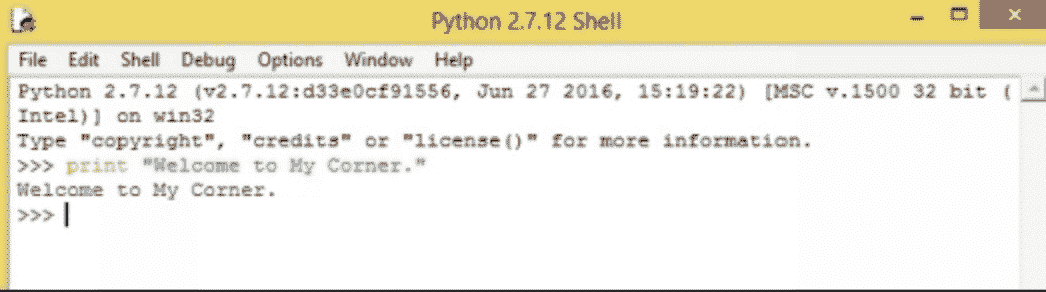 Python 2.7.12 Shell
File Edit Shell Debug Options Window Help
Python 2.7.12 (v2.7.12:d33e0cf91556, Jun 27 2016, 15:19:22) [MSC v.1500 32 bit (
Intel)] on win32
Type "copyright", "credits" or "license()" for more information.
>>> print "Welcome to My Corner."
Welcome to My Corner.
>>>